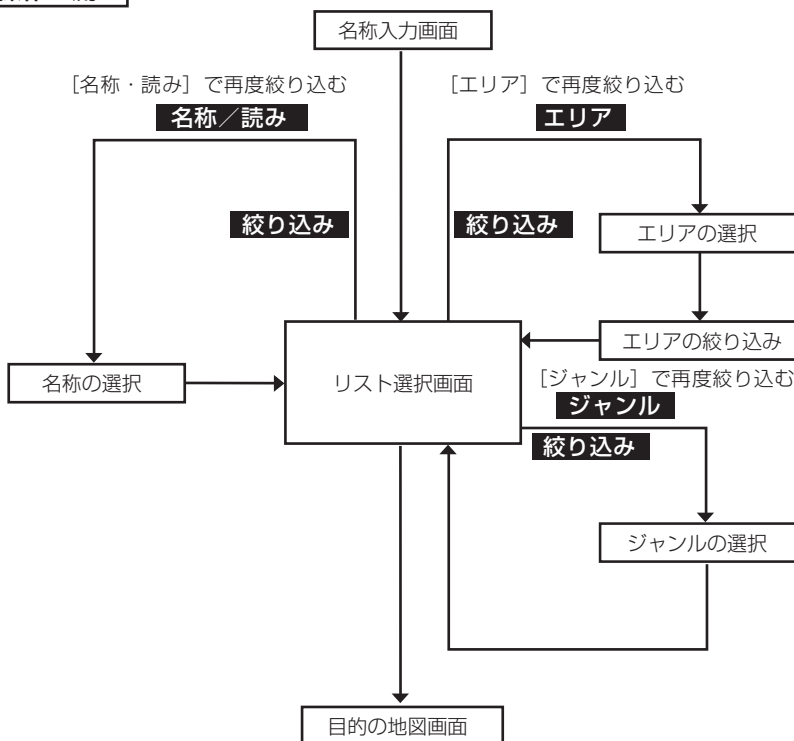 名称入力画面
[名称・読み] で再度絞り込む
名称／読み
絞り込み
[エリア] で再度絞り込む
エリア
絞り込み
エリアの選択
エリアの絞り込み
名称の選択
リスト選択画面
[ジャンル] で再度絞り込む
ジャンル
絞り込み
ジャンルの選択
目的の地図画面